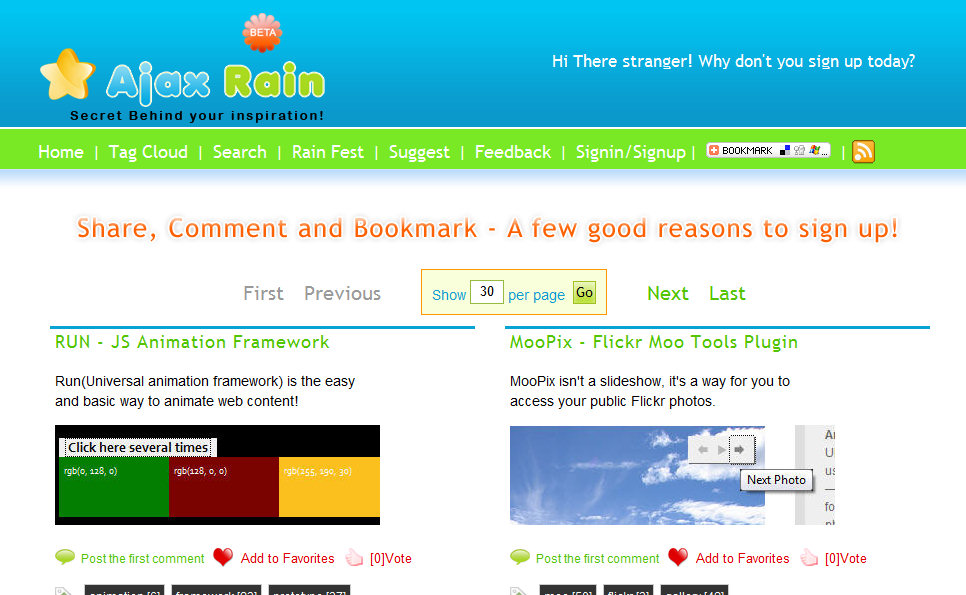 BETA
Ajax Rain
Secret Behind your inspiration!
Hi There stranger! Why don't you sign up today?
Home | Tag Cloud | Search | Rain Fest | Suggest | Feedback | Signin/Signup | BOOKMARK ... |
Share, Comment and Bookmark - A few good reasons to sign up!
First Previous Show 30 per page Go Next Last
RUN - JS Animation Framework
Run(Universal animation framework) is the easy
and basic way to animate web content!
Click here several times
rgb(0, 128, 0) rgb(128, 0, 0) rgb(255, 190, 30)
Post the first comment Add to Favorites [0]Vote
MooPix - Flickr Moo Tools Plugin
MooPix isn't a slideshow, it's a way for you to
access your public Flickr photos.
Next Photo
Post the first comment Add to Favorites [0]Vote